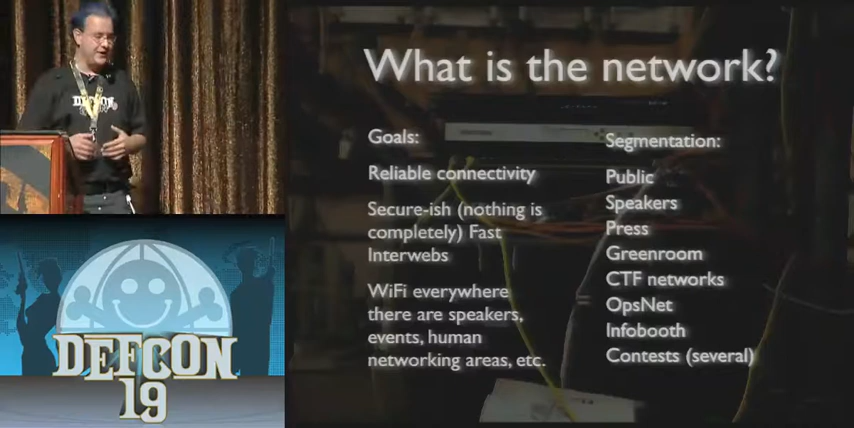 What is the network?
Goals:
Reliable connectivity
Secure-ish (nothing is
completely) Fast
Interwebs
WiFi everywhere
there are speakers,
events, human
networking areas, etc.
Segmentation:
Public
Speakers
Press
Greenroom
CTF networks
OpsNet
Infobooth
Contests (several)
DEFCON
DEFCON
19